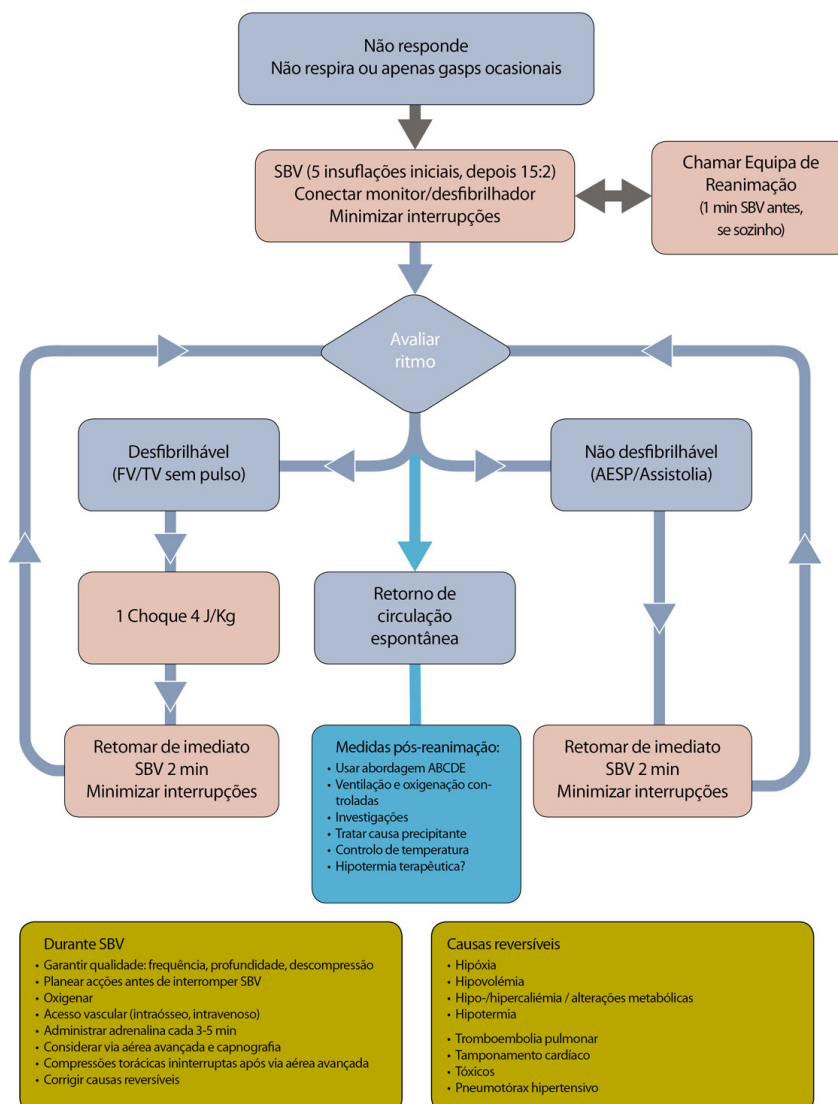 Não responde
Não respira ou apenas gasps ocasionais
SBV (5 insuflações iniciais, depois 15:2)
Conectar monitor/desfibrilhador
Minimizar interrupções
Chamar Equipa de
Reanimação
(1 min SBV antes,
se sozinho)
Avaliar
ritmo
Desfibrilhável
(FV/TV sem pulso)
Não desfibrilhável
(AESP/Assistolia)
1 Choque 4 J/Kg
Retorno de
circulação
espontânea
Retomar de imediato
SBV 2 min
Minimizar interrupções
Medidas pós-reanimação:
• Usar abordagem ABCDE
• Ventilação e oxigenação con-
troladas
• Investigações
• Tratar causa precipitante
• Controlo de temperatura
• Hipotermia terapêutica?
Retomar de imediato
SBV 2 min
Minimizar interrupções
Durante SBV
• Garantir qualidade: frequência, profundidade, descompressão
• Planear acções antes de interromper SBV
• Oxigenar
• Acesso vascular (intraósseo, intravenoso)
• Administrar adrenalina cada 3-5 min
• Considerar via aérea avançada e capnografia
• Compressões torácicas ininterruptas após via aérea avançada
• Corrigir causas reversíveis
Causas reversíveis
• Hipóxia
• Hipovolémia
• Hipo-/hipercaliémia / alterações metabólicas
• Hipotermia
• Tromboembolia pulmonar
• Tamponamento cardíaco
• Tóxicos
• Pneumotórax hipertensivo